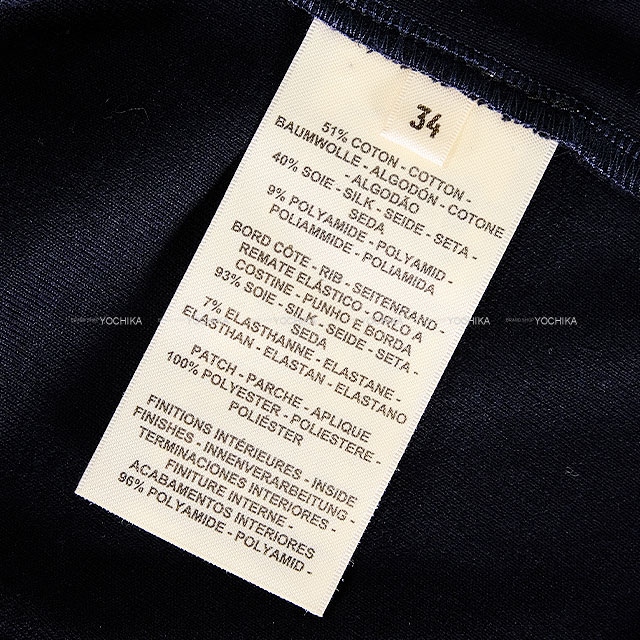 34
51% COTON - COTTON -
BAUMWOLLE - ALGODÓN - COTONE
- ALGODÃO
40% SOIE - SILK - SEIDE - SETA -
SEDA
9% POLYAMIDE - POLYAMID -
POLIAMMIDE - POLIAMIDA
BORD CÔTE - RIB - SEITENRAND -
REMATE ELÁSTICO - ORLO A
COSTINE - PUNHO E BORDA
93% SOIE - SILK - SEIDE - SETA -
SEDA
7% ELASTHANNE - ELASTANE -
ELASTHAN - ELASTAN - ELASTANO
PATCH - PARCHE - APLIQUE
100% POLYESTER - POLIESTERE -
POLIESTER
FINITIONS INTÉRIEURES - INSIDE
FINISHES - INNENVERARBEITUNG -
TERMINACIONES INTERIORES -
FINITURE INTERNE -
ACABAMENTOS INTERIORES
96% POLYAMIDE - POLYAMID -
YOCHIKA
YOCHIKA
YOCHIKA